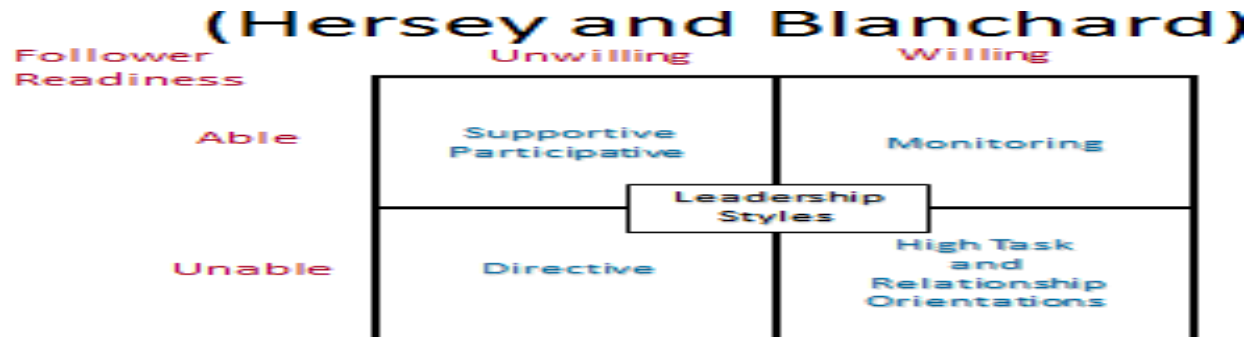 (Hersey and Blanchard)
Follower
Readiness
Unwilling
Willing
Able
Supportive
Participative
Monitoring
Leadership
Styles
Unable
Directive
High Task
and
Relationship
Orientations